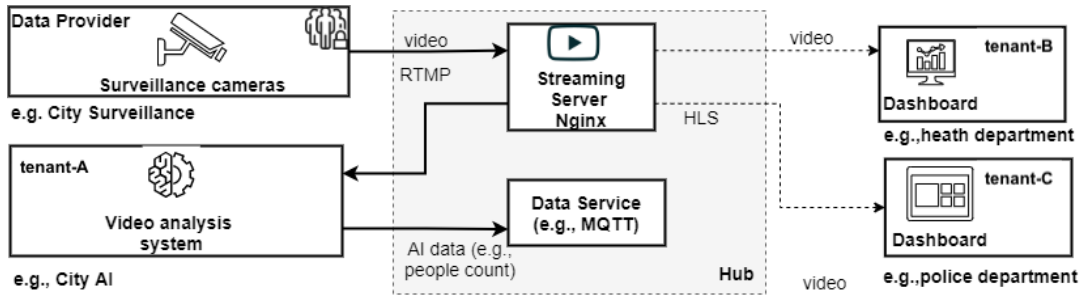 Data Provider
Surveillance cameras
e.g. City Surveillance
tenant-A
Video analysis
system
e.g., City AI
video
RTMP
Streaming
Server
Nginx
Data Service
(e.g., MQTT)
AI data (e.g.,
people count)
Hub
video
HLS
tenant-B
Dashboard
e.g.,heath department
tenant-C
Dashboard
e.g.,police department
video